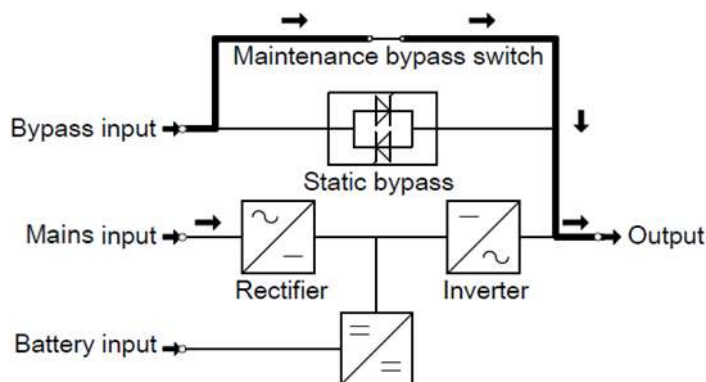 Maintenance bypass switch
Bypass input
Static bypass
Mains input
Output
Rectifier
Inverter
Battery input